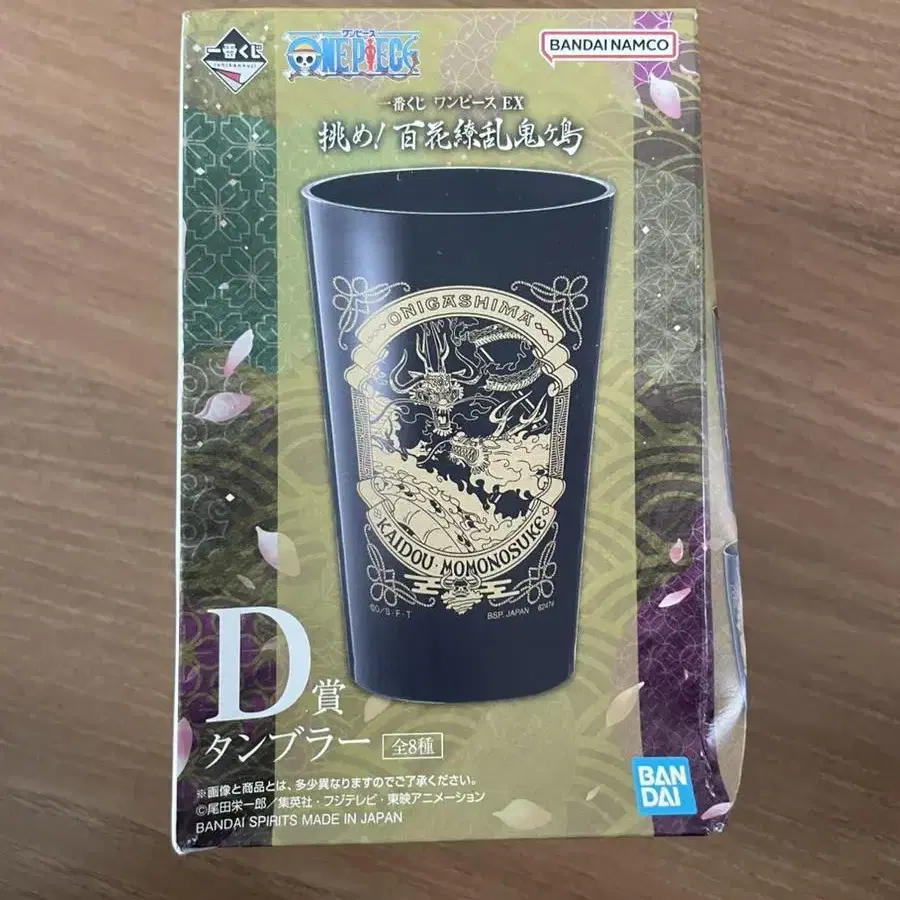 一番くじ
ワンピース
ONE PIECE
BANDAI NAMCO
一番くじ ワンピース EX
挑め! 百花繚乱鬼ヶ島
ONIGASHIMA
KAIDOU・MOMONOSUKE
©O/S・F・T
BSP. JAPAN
62474
D賞
タンブラー 全8種
※画像と商品とは、多少異なりますのでご了承ください。
©尾田栄一郎/集英社・フジテレビ・東映アニメーション
BANDAI SPIRITS MADE IN JAPAN
BAN
DAI